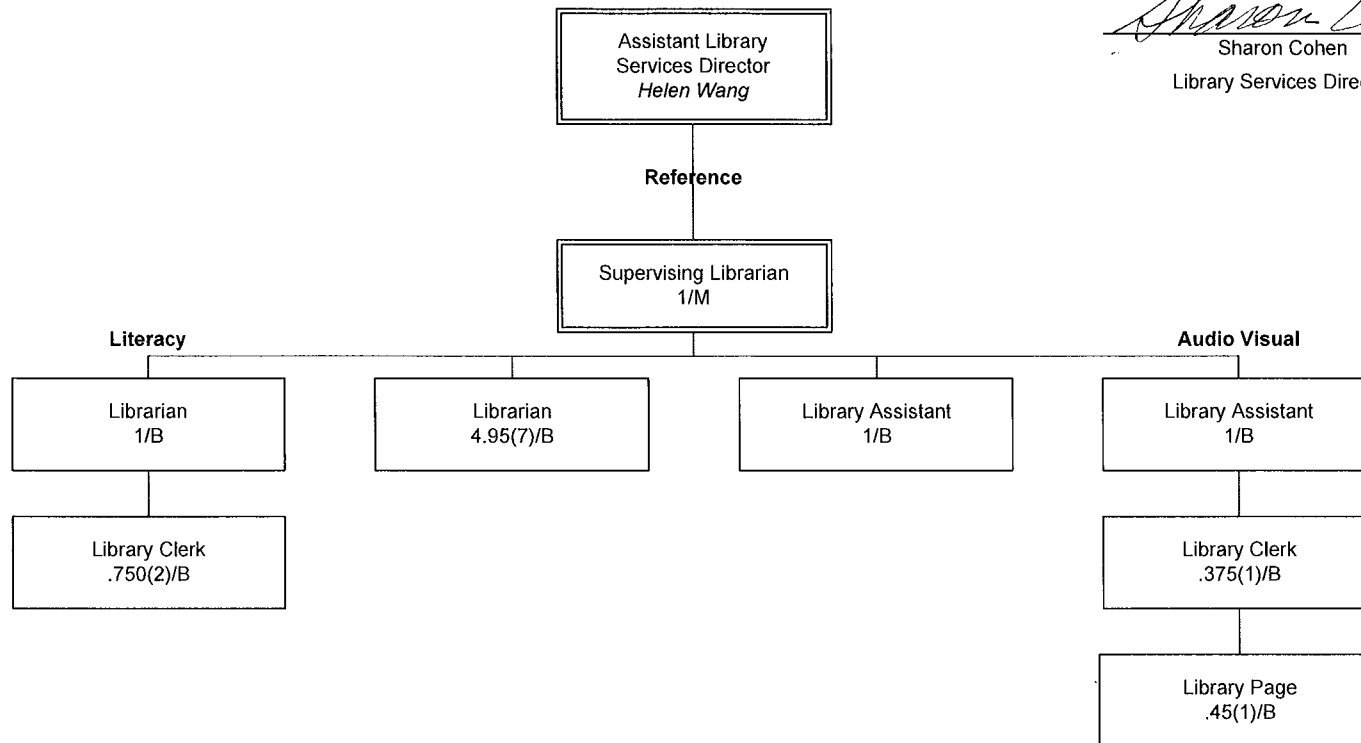 Assistant Library
Services Director
Helen Wang
Sharon Cohen
Library Services
Reference
Supervising Librarian
1/M
Literacy
Audio Visual
Librarian
1/B
Librarian
4.95(7)/B
Library Assistant
1/B
Library Assistant
1/B
Library Clerk
.750(2)/B
Library Clerk
.375(1)/B
Library Page
.45(1)/B